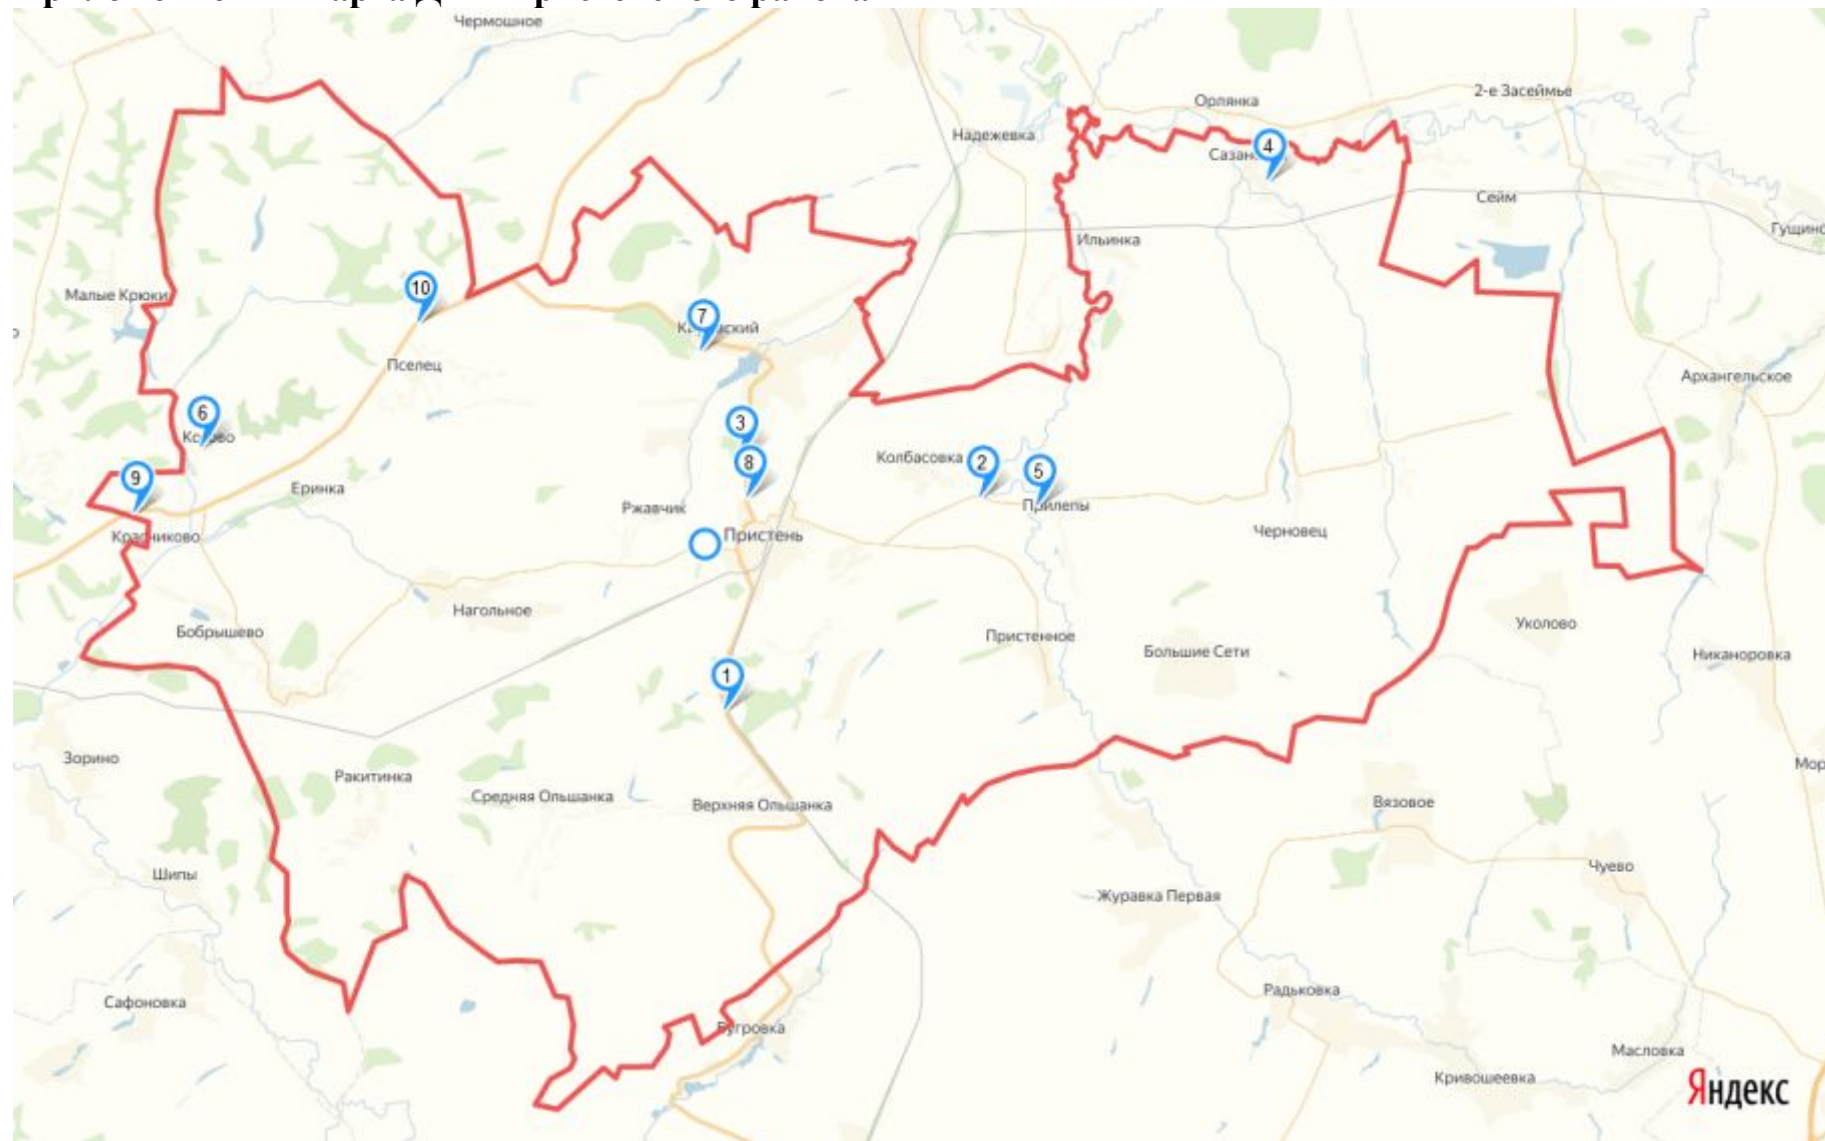 Чермошное
2-е Засеймье
Орлянка
Надежевка
4
Сейм
Гущино
Ильинка
10
Малые Крюки
7
Пселец
Архангельское
6
3
Колбасовка
2
8
5
9
Еринка
Ржавчик
Прилепы
Красниково
Пристень
Черновец
Нагольное
Уколово
Бобрышево
Пристенное
Большие Сети
Никаноровка
1
Зорино
Ракитинка
Средняя Ольшанка
Верхняя Ольшанка
Вязовое
Шипы
Чуево
Журавка Первая
Радьковка
Сафоновка
Бугровка
Масловка
Кривошеевка
Яндекс